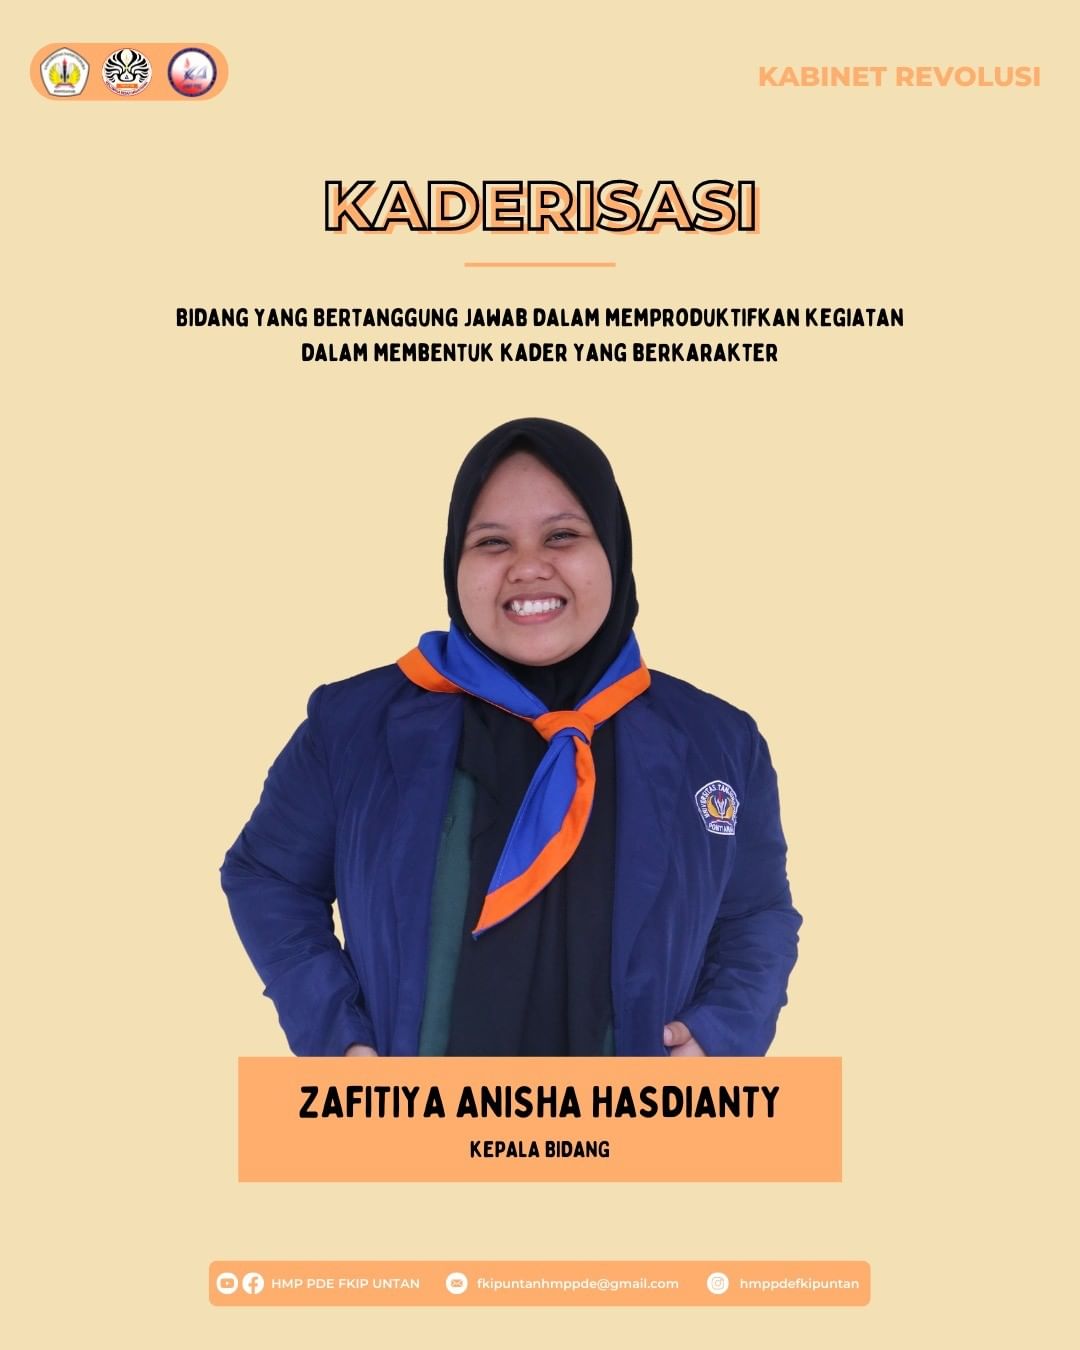 KABINET REVOLUSI
KADERISASI
BIDANG YANG BERTANGGUNG JAWAB DALAM MEMPRODUKTIFKAN KEGIATAN
DALAM MEMBENTUK KADER YANG BERKARAKTER
ZAFITIYA ANISHA HASDIANTY
KEPALA BIDANG
HMP PDE FKIP UNTAN
fkipuntanhmppde@gmail.com
hmppdefkipuntan